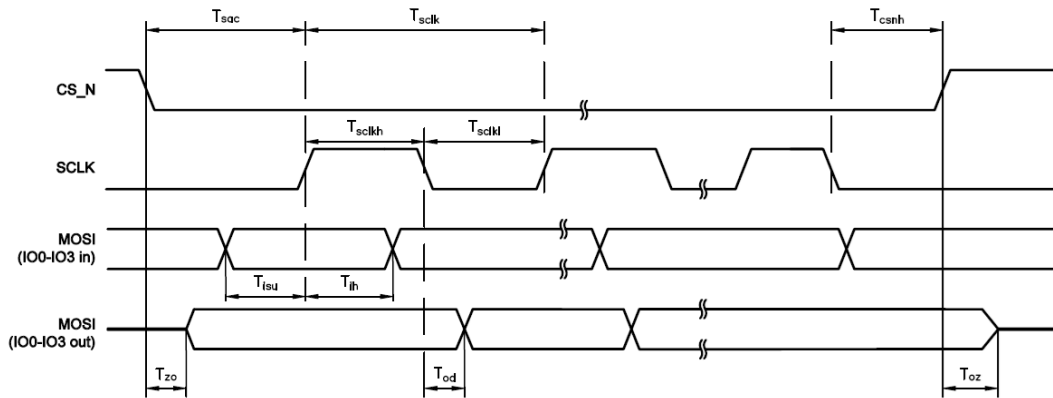 Tsac
Tsclk
Tcsnh
CS_N
Tsclkh
Tsclkl
SCLK
MOSI
(IO0-IO3 in)
Tisu
Tih
MOSI
(IO0-IO3 out)
Tzo
Tod
Toz